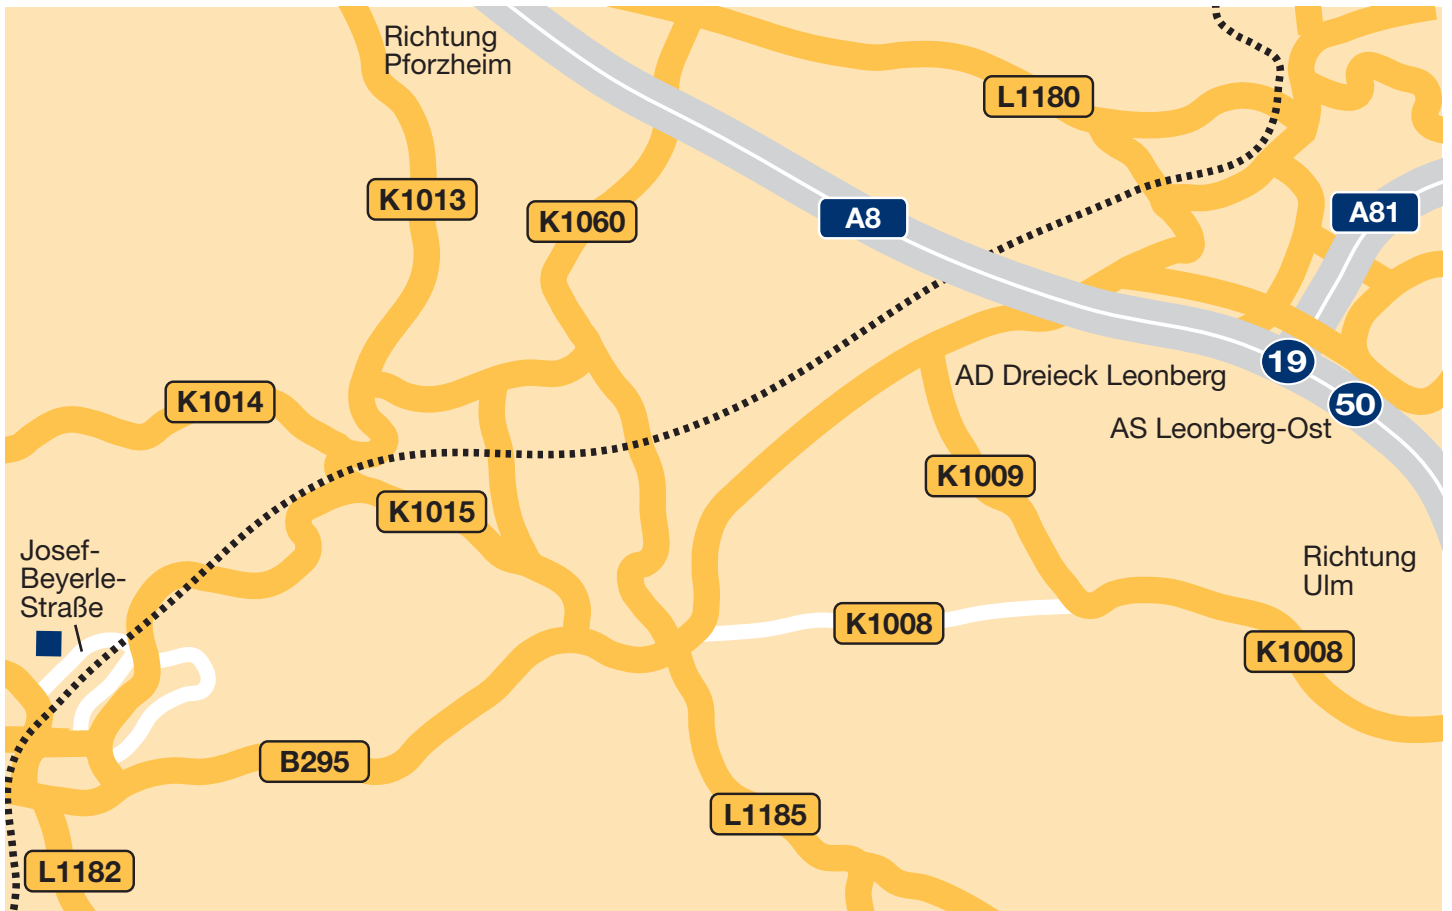 Richtung
Pforzheim
L1180
K1013
K1060
A8
A81
19
AD Dreieck Leonberg
K1014
50
AS Leonberg-Ost
K1009
K1015
Josef-
Beyerle-
Straße
Richtung
Ulm
K1008
K1008
B295
L1185
L1182